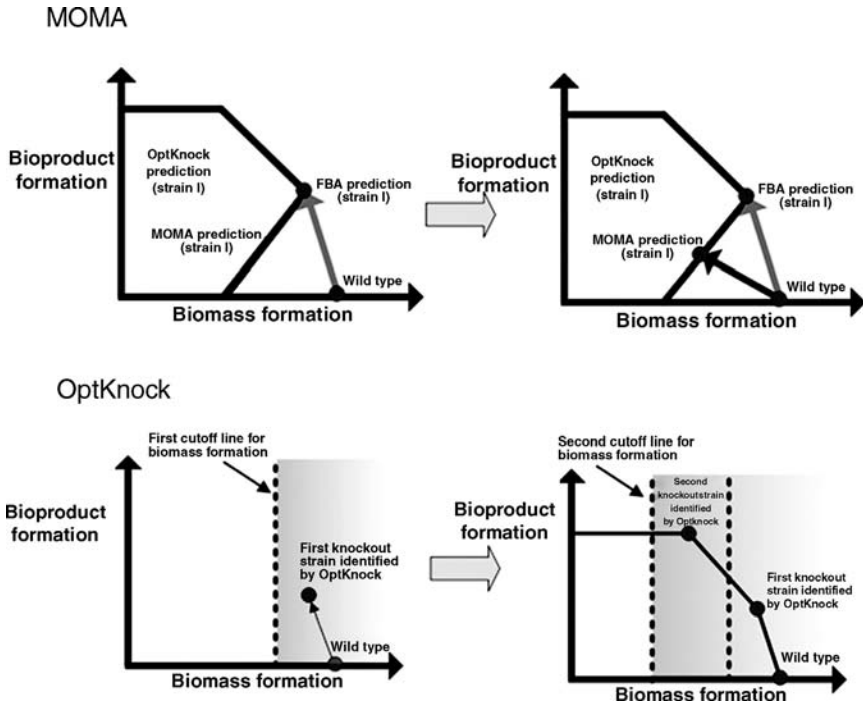 MOMA
Bioproduct
formation
OptKnock
prediction
(strain I)
FBA prediction
(strain I)
MOMA prediction
(strain I)
Wild type
Biomass formation
Bioproduct
formation
OptKnock
prediction
(strain I)
FBA prediction
(strain I)
MOMA prediction
(strain I)
Wild type
Biomass formation
OptKnock
First cutoff line for
biomass formation
Bioproduct
formation
First knockout
strain identified
by OptKnock
Wild type
Biomass formation
Second cutoff line for
biomass formation
Bioproduct
formation
Second
knockoutstrain
identified
by Optknock
First knockout
strain identified
by OptKnock
Wild type
Biomass formation